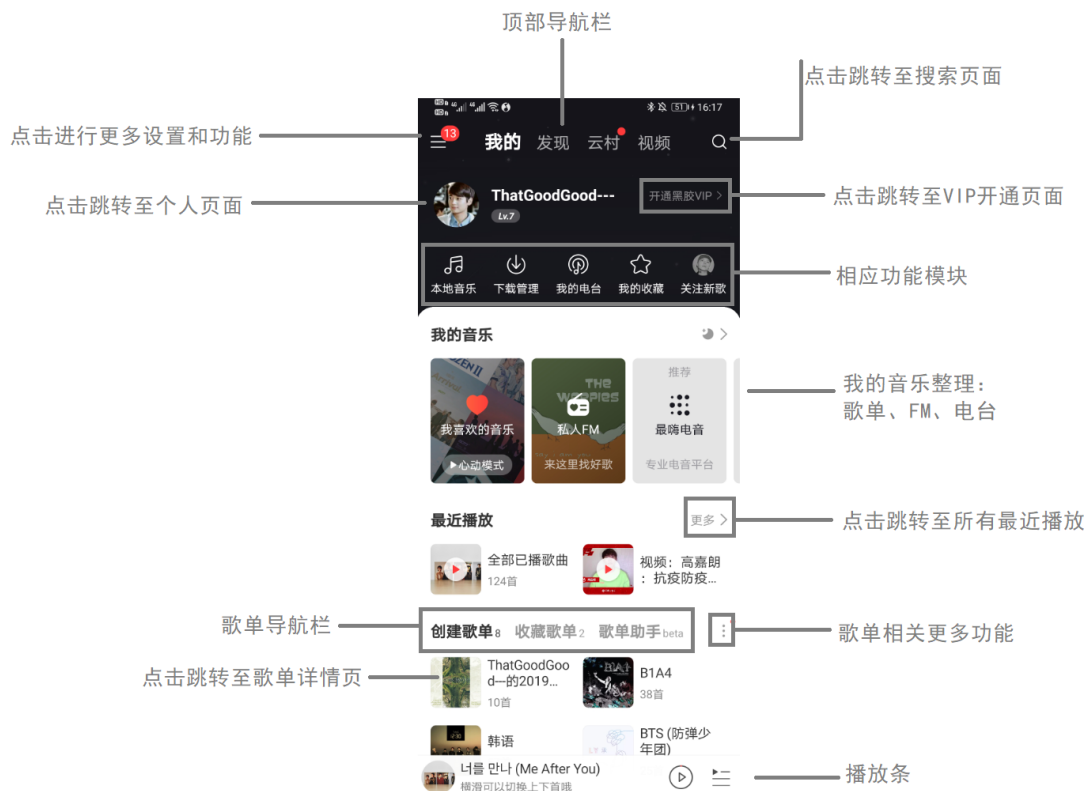 顶部导航栏
点击跳转至搜索页面
16:17
点击进行更多设置和功能
13
我的 发现 云村 视频
点击跳转至个人页面
ThatGoodGood---
Lv.7
开通黑胶VIP
点击跳转至VIP开通页面
本地音乐 下载管理 我的电台 我的收藏 关注新歌
相应功能模块
我的音乐
我喜欢的音乐
心动模式
THE
WEEPIES
私人FM
来这里找好歌
推荐
最嗨电音
专业电音平台
我的音乐整理:
歌单、FM、电台
最近播放
更多
点击跳转至所有最近播放
全部已播歌曲
124首
视频：高嘉朗
：抗疫防疫…
歌单导航栏
创建歌单8 收藏歌单2 歌单助手beta
歌单相关更多功能
点击跳转至歌单详情页
ThatGoodGoo
d—的2019…
10首
B1A4
38首
韩语
BTS (防弹少
年团)
너를 만나 (Me After You)
横滑可以切换上下首哦
播放条